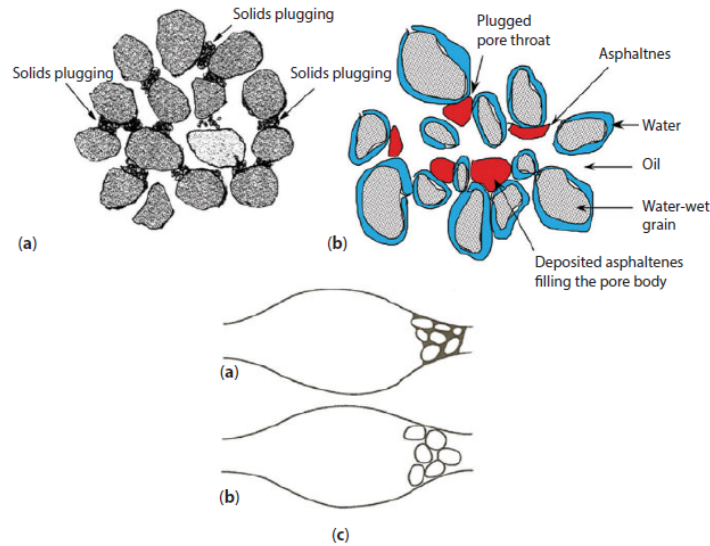 Solids plugging
Solids plugging
Solids plugging
(a)
Plugged
pore throat
Asphaltnes
Water
Oil
Water-wet
grain
(b)
Deposited asphaltenes
filling the pore body
(a)
(b)
(c)